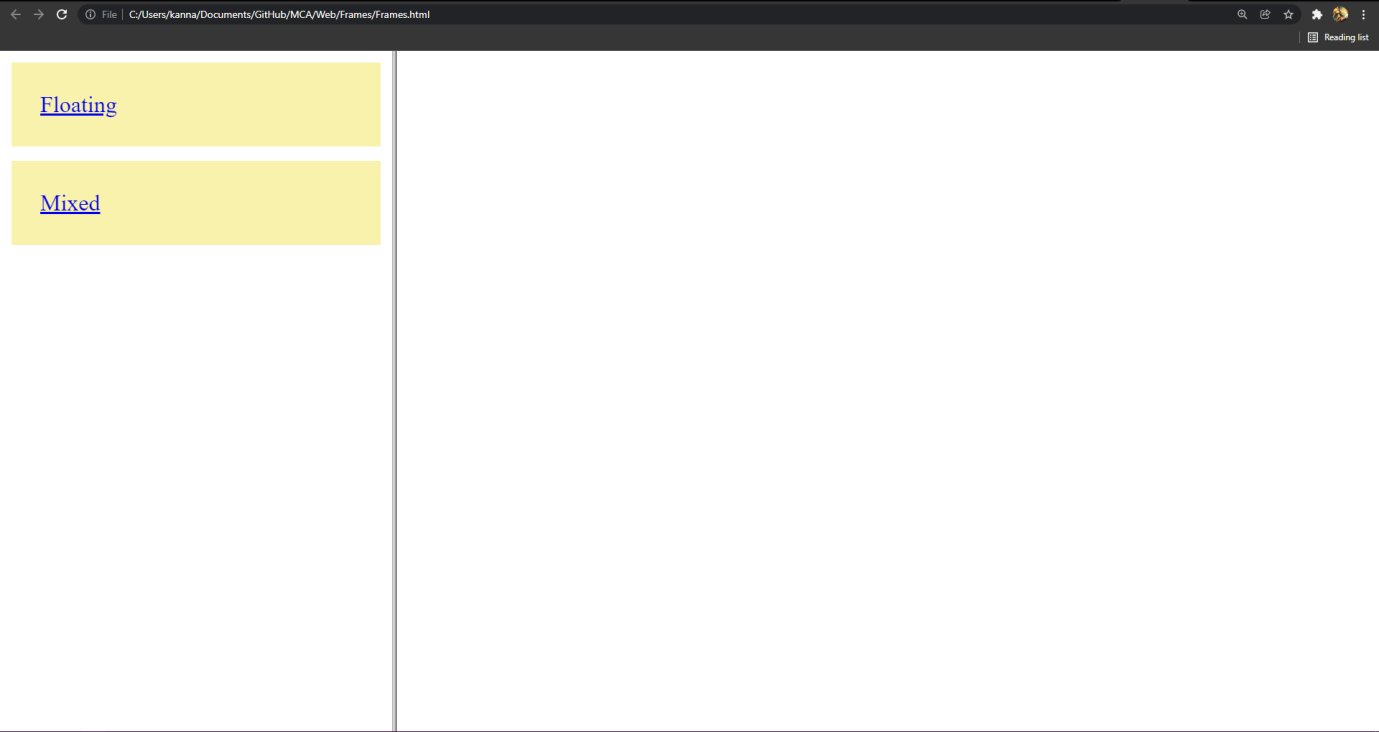 File C:/Users/kanna/Documents/GitHub/MCA/Web/Frames/Frames.html
Reading list
Floating
Mixed